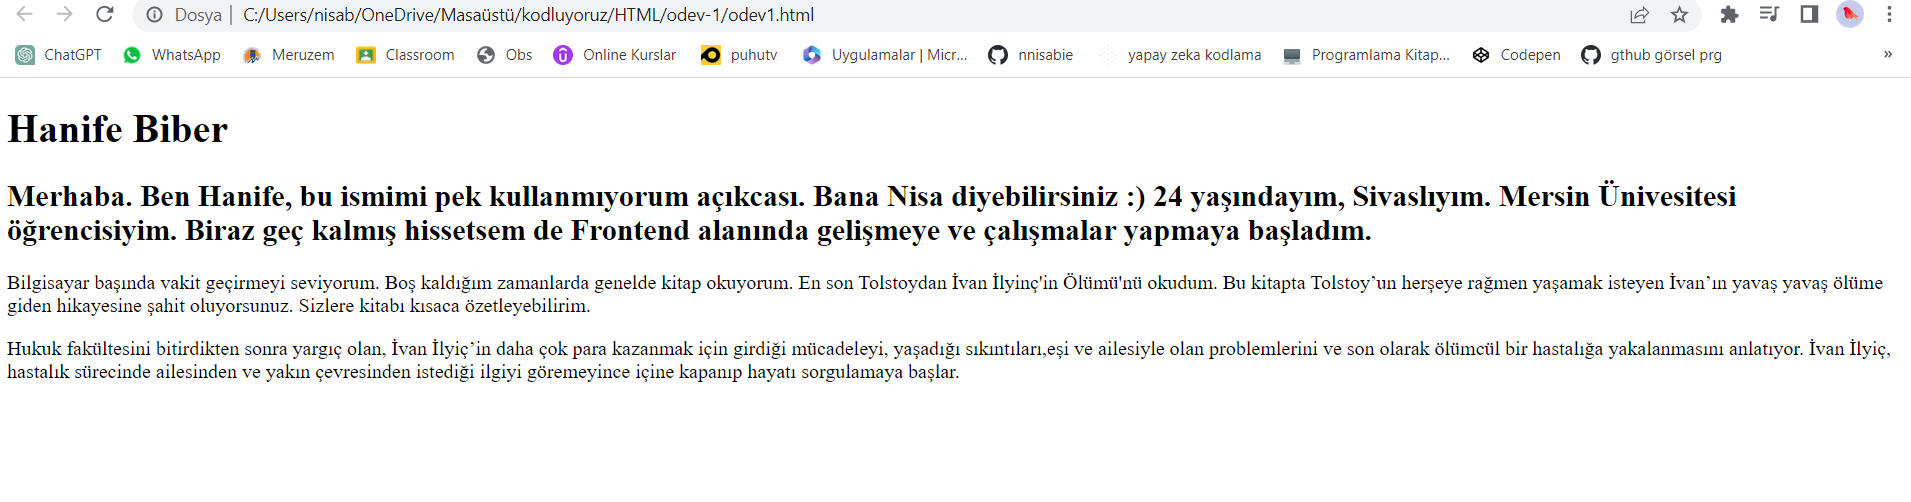 Dosya | C:/Users/nisab/OneDrive/Masaüstü/kodluyoruz/HTML/odev-1/odev1.html
ChatGPT WhatsApp Meruzem Classroom Obs Online Kurslar puhutv Uygulamalar | Micr... nnisabie yapay zeka kodlama Programlama Kitap... Codepen gthub görsel prg »
Hanife Biber
Merhaba. Ben Hanife, bu ismimi pek kullanmıyorum açıkcası. Bana Nisa diyebilirsiniz :) 24 yaşındayım, Sivaslıyım. Mersin Ünivesitesi
öğrencisiyim. Biraz geç kalmış hissetsem de Frontend alanında gelişmeye ve çalışmalar yapmaya başladım.
Bilgisayar başında vakit geçirmeyi seviyorum. Boş kaldığım zamanlarda genelde kitap okuyorum. En son Tolstoydan İvan İlyinç'in Ölümü'nü okudum. Bu kitapta Tolstoy’un herşeye rağmen yaşamak isteyen İvan’ın yavaş yavaş ölüme
giden hikayesine şahit oluyorsunuz. Sizlere kitabı kısaca özetleyebilirim.
Hukuk fakültesini bitirdikten sonra yargıç olan, İvan İlyiç’in daha çok para kazanmak için girdiği mücadeleyi, yaşadığı sıkıntıları,eşi ve ailesiyle olan problemlerini ve son olarak ölümcül bir hastalığa yakalanmasını anlatıyor. İvan İlyiç,
hastalık sürecinde ailesinden ve yakın çevresinden istediği ilgiyi göremeyince içine kapanıp hayatı sorgulamaya başlar.